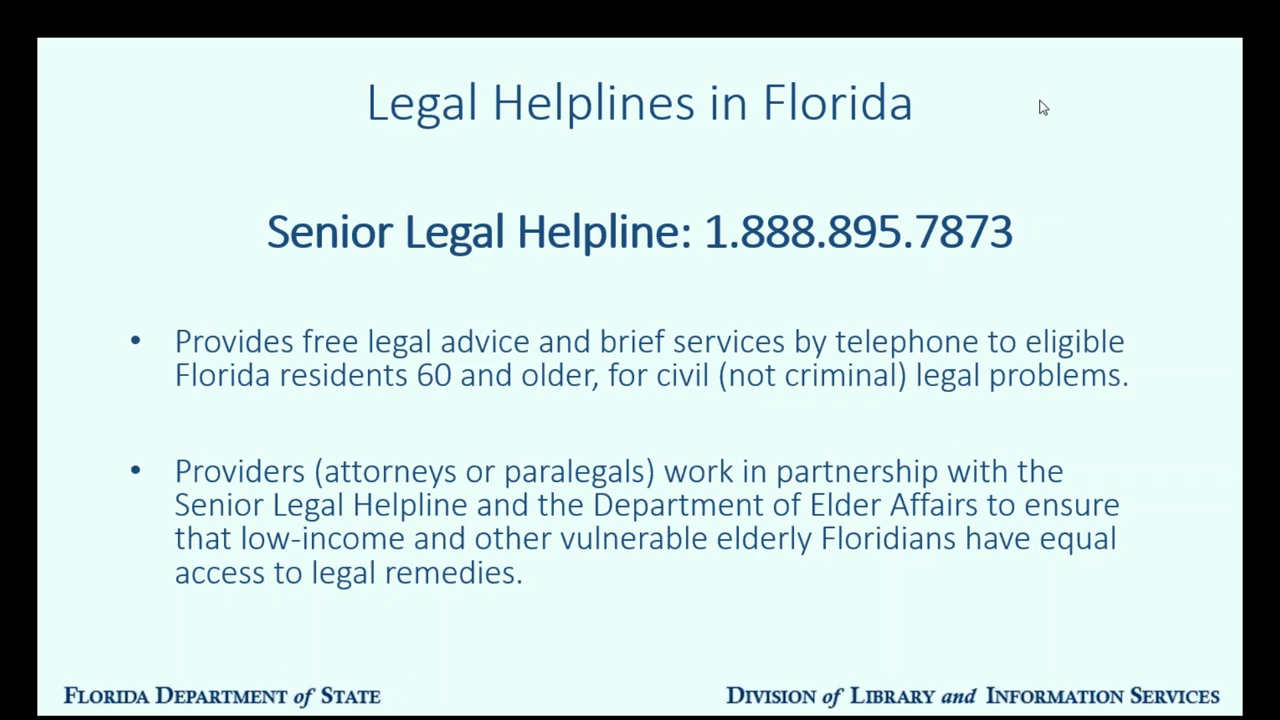 Legal Helplines in Florida
Senior Legal Helpline: 1.888.895.7873
• Provides free legal advice and brief services by telephone to eligible
Florida residents 60 and older, for civil (not criminal) legal problems.
• Providers (attorneys or paralegals) work in partnership with the
Senior Legal Helpline and the Department of Elder Affairs to ensure
that low-income and other vulnerable elderly Floridians have equal
access to legal remedies.
FLORIDA DEPARTMENT of STATE
DIVISION of LIBRARY and INFORMATION SERVICES